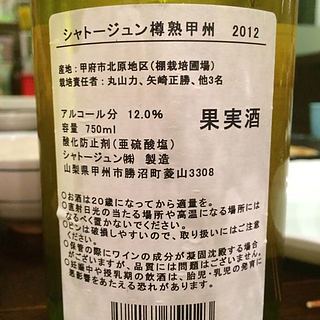 シャトージュン樽熟甲州　2012
産地：甲府市北原地区（棚栽培圃場）
栽培責任者：丸山力、矢崎正勝、他3名
アルコール分　12.0%
容量　750ml
果実酒
酸化防止剤（亜硫酸塩）
シャトージュン㈱　製造
山梨県甲州市勝沼町菱山3308
○お酒は20歳になってから適量を。
○直射日光の当たる場所や高温になる場所には
なるべく置かないでください。
○ビンは破損しやすいので、取り扱いにはご注意
ください。
○保管の際にワインの成分が凝固沈殿する場合
がございますが、品質には問題はございません。
○妊娠中や授乳期の飲酒は、胎児・乳児の発育に
悪影響をあたえる恐れがあります。